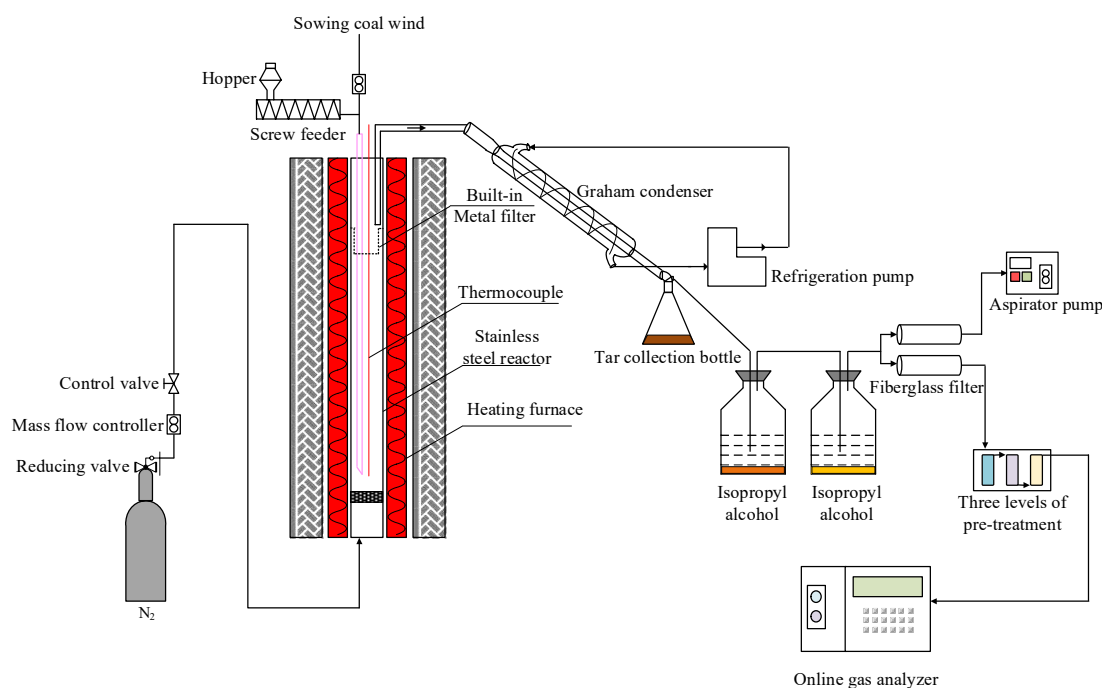 Sowing coal wind
Hopper
Screw feeder
Built-in
Metal filter
Graham condenser
Refrigeration pump
Aspirator pump
Thermocouple
Stainless
steel reactor
Tar collection bottle
Control valve
Fiberglass filter
Heating furnace
Mass flow controller
Reducing valve
Isopropyl
alcohol
Isopropyl
alcohol
Three levels of
pre-treatment
N₂
Online gas analyzer